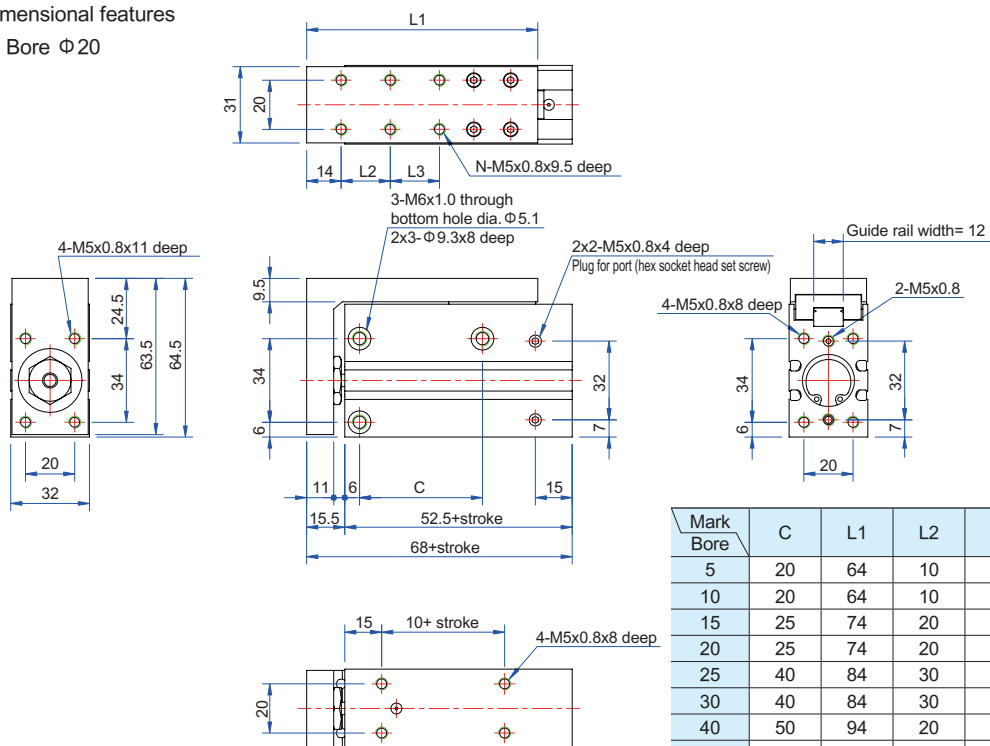 mensional features
Bore Φ20
L1
31
20
14
L2
L3
N-M5x0.8x9.5 deep
3-M6x1.0 through
bottom hole dia. Φ5.1
2x3-Φ9.3x8 deep
4-M5x0.8x11 deep
24.5
34
63.5
64.5
20
32
9.5
34
6
2x2-M5x0.8x4 deep
Plug for port (hex socket head set screw)
32
7
11
6
C
15
15.5
52.5+stroke
68+stroke
Guide rail width= 12
4-M5x0.8x8 deep
2-M5x0.8
34
6
32
7
20
15
10+ stroke
4-M5x0.8x8 deep
20
Mark
Bore
C L1 L2
5 20 64 10
10 20 64 10
15 25 74 20
20 25 74 20
25 40 84 30
30 40 84 30
40 50 94 20